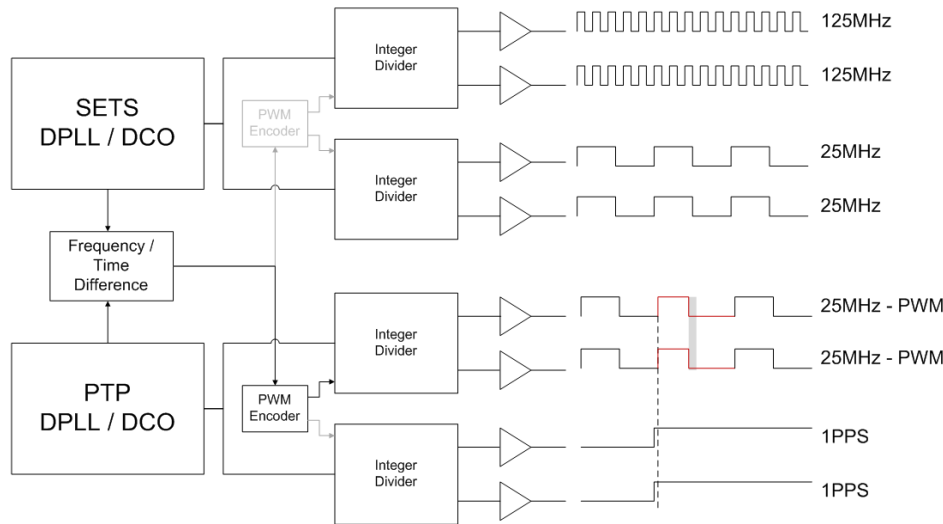 SETS
DPLL / DCO
PWM
Encoder
Integer
Divider
125MHz
125MHz
Integer
Divider
25MHz
25MHz
Frequency /
Time
Difference
PTP
DPLL / DCO
PWM
Encoder
Integer
Divider
25MHz - PWM
25MHz - PWM
Integer
Divider
1PPS
1PPS